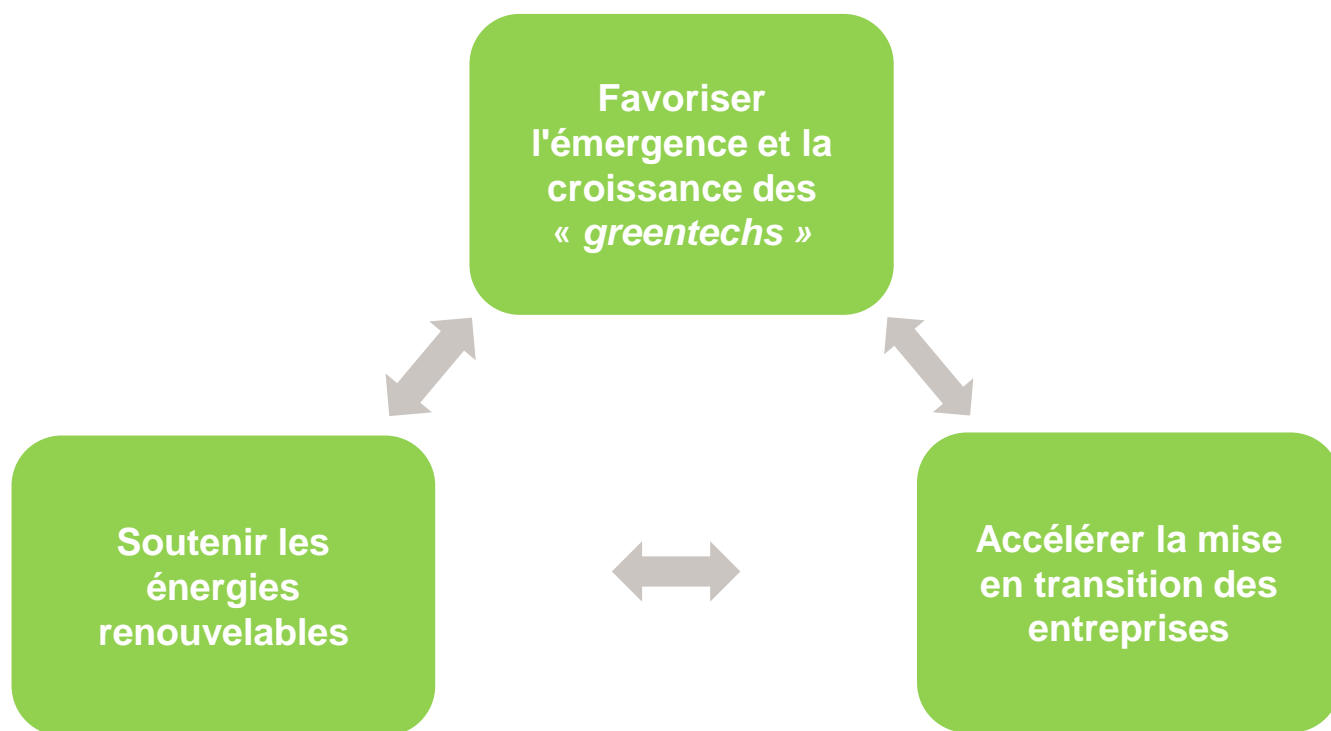 Favoriser
l'émergence et la
croissance des
« greentechs »
Soutenir les
énergies
renouvelables
Accélérer la mise
en transition des
entreprises